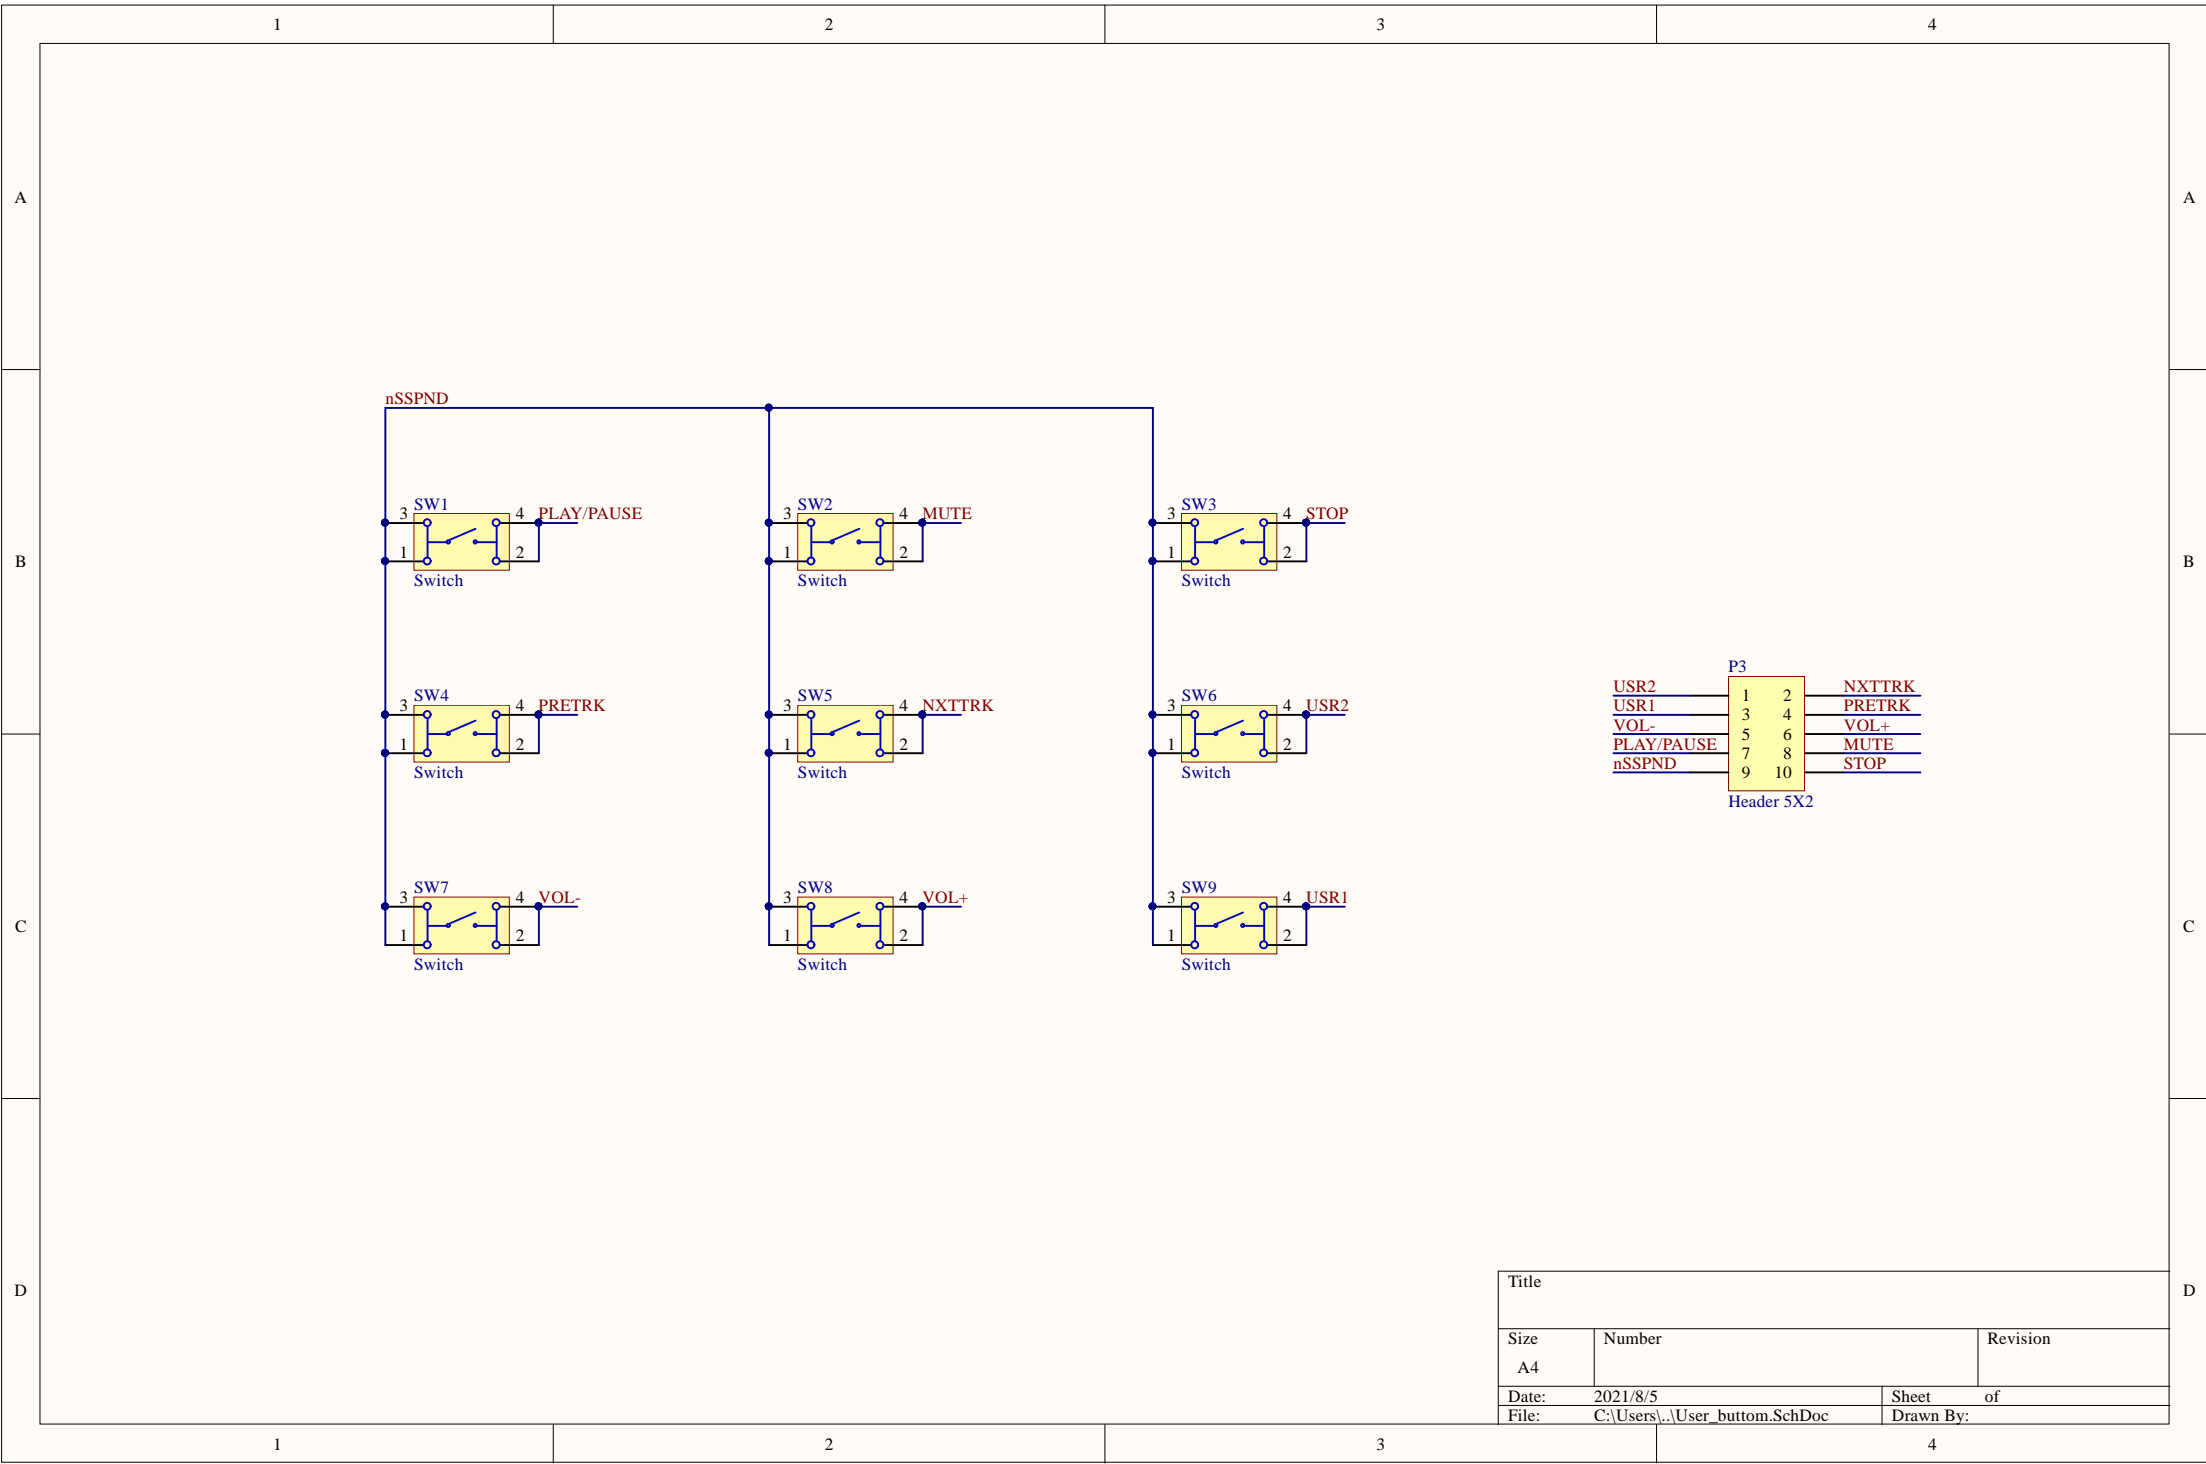 1 2 3 4
A A
nSSPND
SW1 SW2 SW3
3 4 PLAY/PAUSE 3 4 MUTE 3 4 STOP
1 2 1 2 1 2
B B
Switch Switch Switch
P3
SW4 SW5 SW6
3 4 PRETRK 3 4 NXTTRK 3 4 USR2
1 2 1 2 1 2
Switch Switch Switch
USR2 1 2 NXTTRK
USR1 3 4 PRETRK
VOL- 5 6 VOL+
PLAY/PAUSE 7 8 MUTE
nSSPND 9 10 STOP
Header 5X2
SW7 SW8 SW9
3 4 VOL- 3 4 VOL+ 3 4 USR1
C C
1 2 1 2 1 2
Switch Switch Switch
D D
Title
Size Number Revision
A4
Date: 2021/8/5 Sheet of
File: C:\Users\..\User_buttom.SchDoc Drawn By:
1 2 3 4